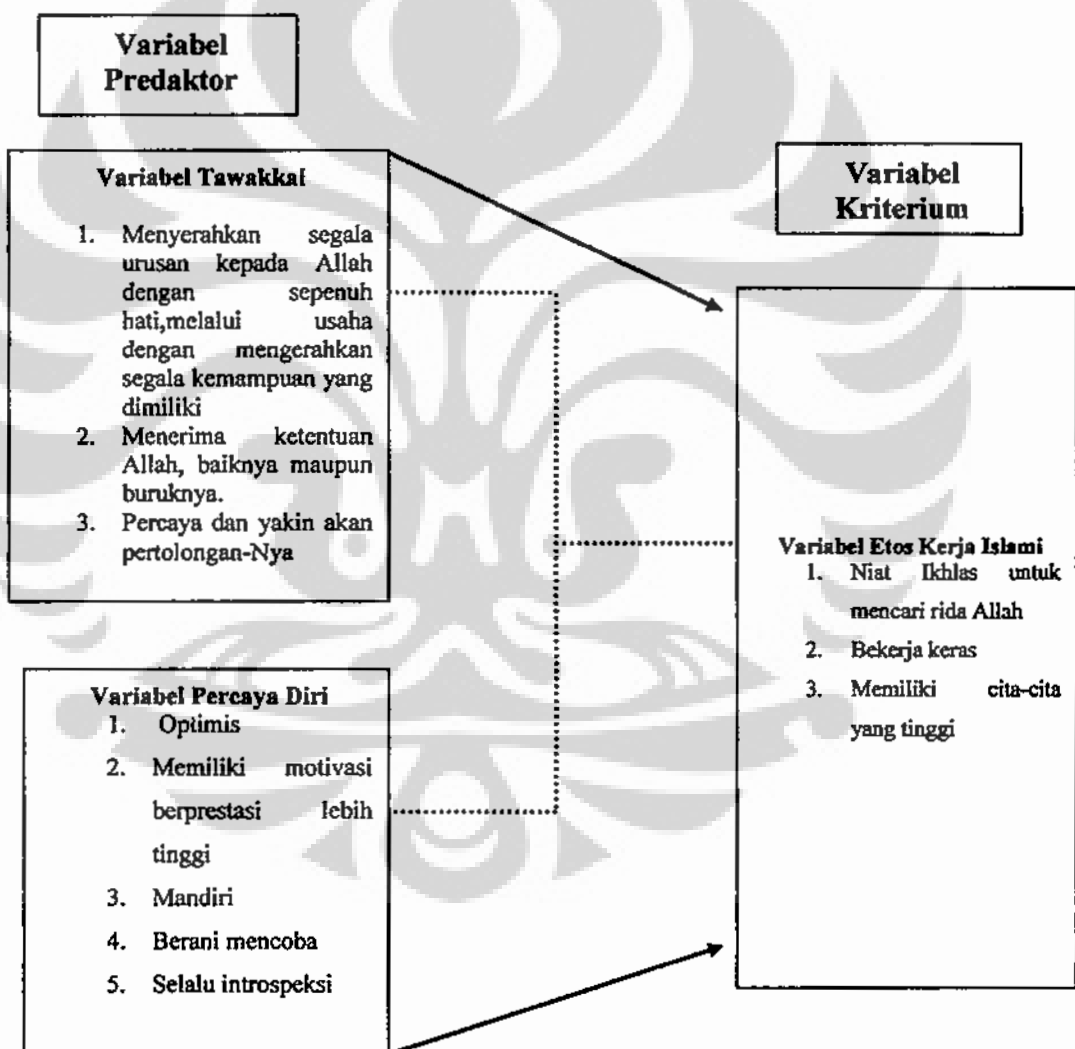 Variabel
Predaktor
Variabel Tawakkal
1. Menyerahkan segala
urusan kepada Allah
dengan sepenuh
hati,melalui usaha
dengan mengerahkan
segala kemampuan yang
dimiliki
2. Menerima ketentuan
Allah, baiknya maupun
buruknya.
3. Percaya dan yakin akan
pertolongan-Nya
Variabel Percaya Diri
1. Optimis
2. Memiliki motivasi
berprestasi lebih
tinggi
3. Mandiri
4. Berani mencoba
5. Selalu introspeksi
Variabel
Kriterium
Variabel Etos Kerja Islami
1. Niat Ikhlas untuk
mencari rida Allah
2. Bekerja keras
3. Memiliki cita-cita
yang tinggi